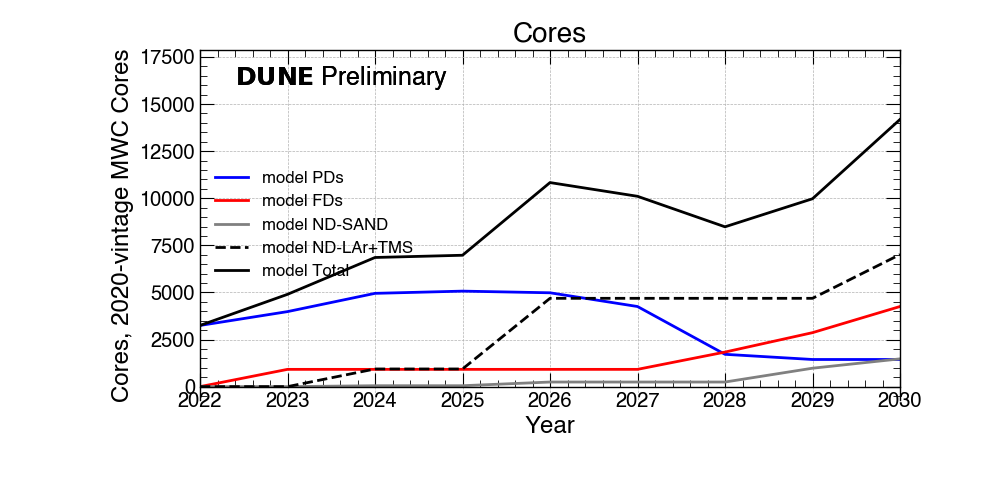 Cores
Cores, 2020-vintage MWC Cores
17500
15000
12500
10000
7500
5000
2500
0
DUNE Preliminary
model PDs
model FDs
model ND-SAND
model ND-LAr+TMS
model Total
2022 2023 2024 2025 2026 2027 2028 2029 2030
Year